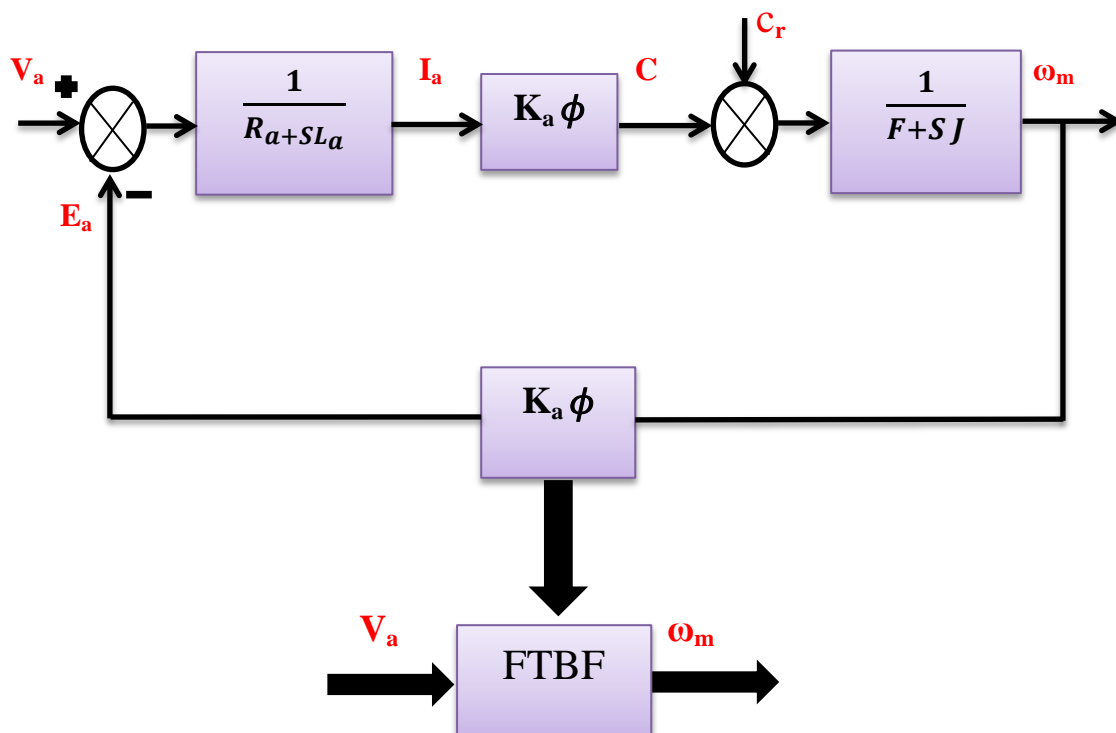 Cr
Va
+
1
Ra+SLa
Ia
Ka ϕ
C
1
F+S J
ωm
Ea
-
Ka ϕ
Va
FTBF
ωm